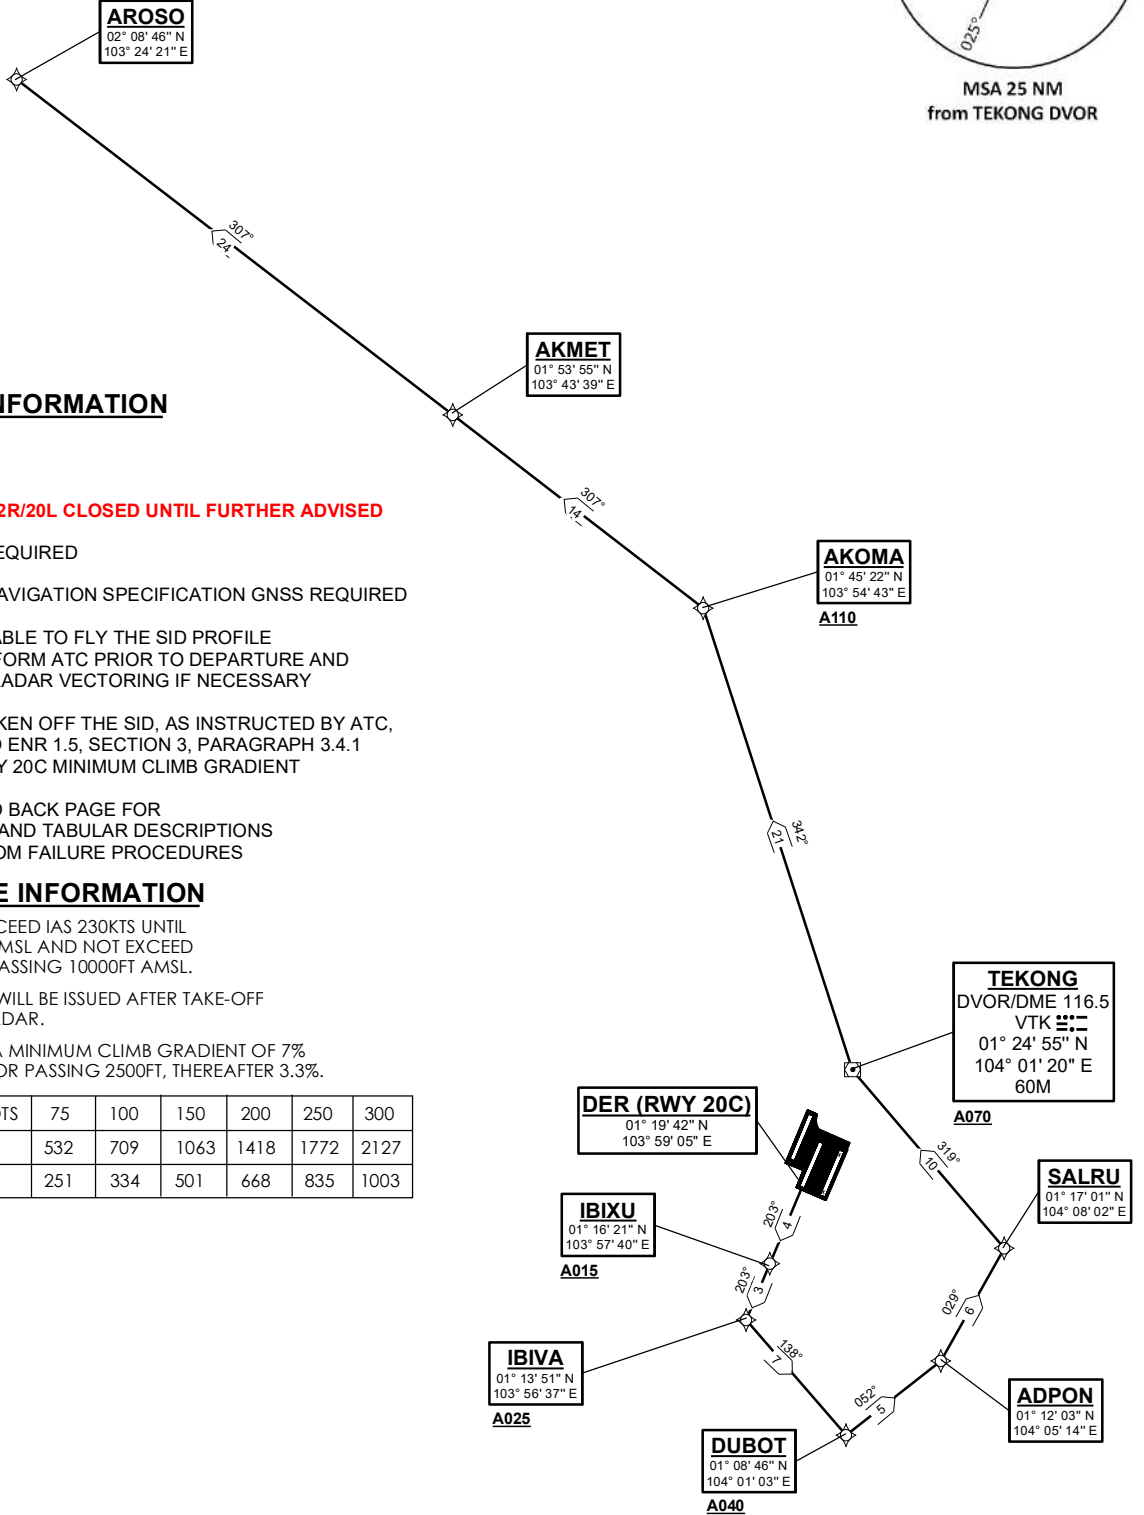 AROSO
02° 08' 46" N
103° 24' 21" E
025°
MSA 25 NM
from TEKONG DVOR
307°
24
AKMET
01° 53' 55" N
103° 43' 39" E
NFORMATION
307°
14
2R/20L CLOSED UNTIL FURTHER ADVISED
EQUIRED
AVIGATION SPECIFICATION GNSS REQUIRED
ABLE TO FLY THE SID PROFILE
FORM ATC PRIOR TO DEPARTURE AND
RADAR VECTORING IF NECESSARY
KEN OFF THE SID, AS INSTRUCTED BY ATC,
O ENR 1.5, SECTION 3, PARAGRAPH 3.4.1
Y 20C MINIMUM CLIMB GRADIENT
O BACK PAGE FOR
AND TABULAR DESCRIPTIONS
OM FAILURE PROCEDURES
AKOMA
01° 45' 22" N
103° 54' 43" E
A110
342°
21
E INFORMATION
CEED IAS 230KTS UNTIL
MSL AND NOT EXCEED
PASSING 10000FT AMSL.
WILL BE ISSUED AFTER TAKE-OFF
DAR.
A MINIMUM CLIMB GRADIENT OF 7%
OR PASSING 2500FT, THEREAFTER 3.3%.
OTS 75 100 150 200 250 300
532 709 1063 1418 1772 2127
251 334 501 668 835 1003
TEKONG
DVOR/DME 116.5
VTK
01° 24' 55" N
104° 01' 20" E
60M
A070
DER (RWY 20C)
01° 19' 42" N
103° 59' 05" E
319°
10
SALRU
01° 17' 01" N
104° 08' 02" E
IBIXU
01° 16' 21" N
103° 57' 40" E
A015
203°
4
203°
3
029°
6
IBIVA
01° 13' 51" N
103° 56' 37" E
A025
138°
7
052°
5
ADPON
01° 12' 03" N
104° 05' 14" E
DUBOT
01° 08' 46" N
104° 01' 03" E
A040